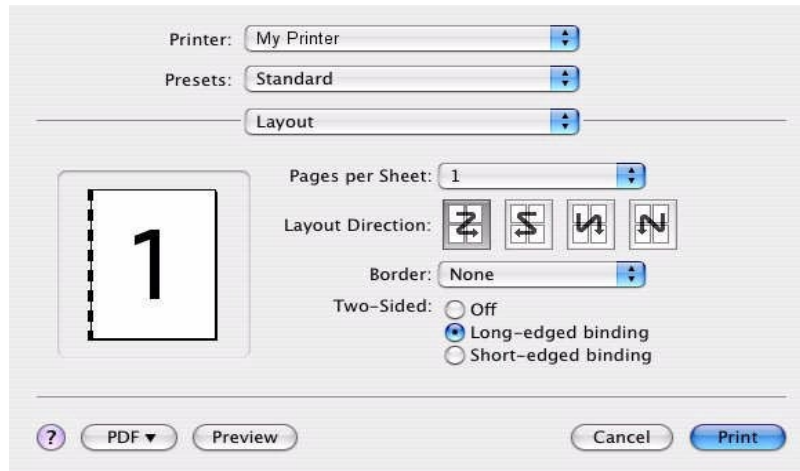 Printer: My Printer
Presets: Standard
Layout
Pages per Sheet: 1
Layout Direction:
Border: None
Two-Sided: Off
Long-edged binding
Short-edged binding
1
? PDF▼ Preview Cancel Print